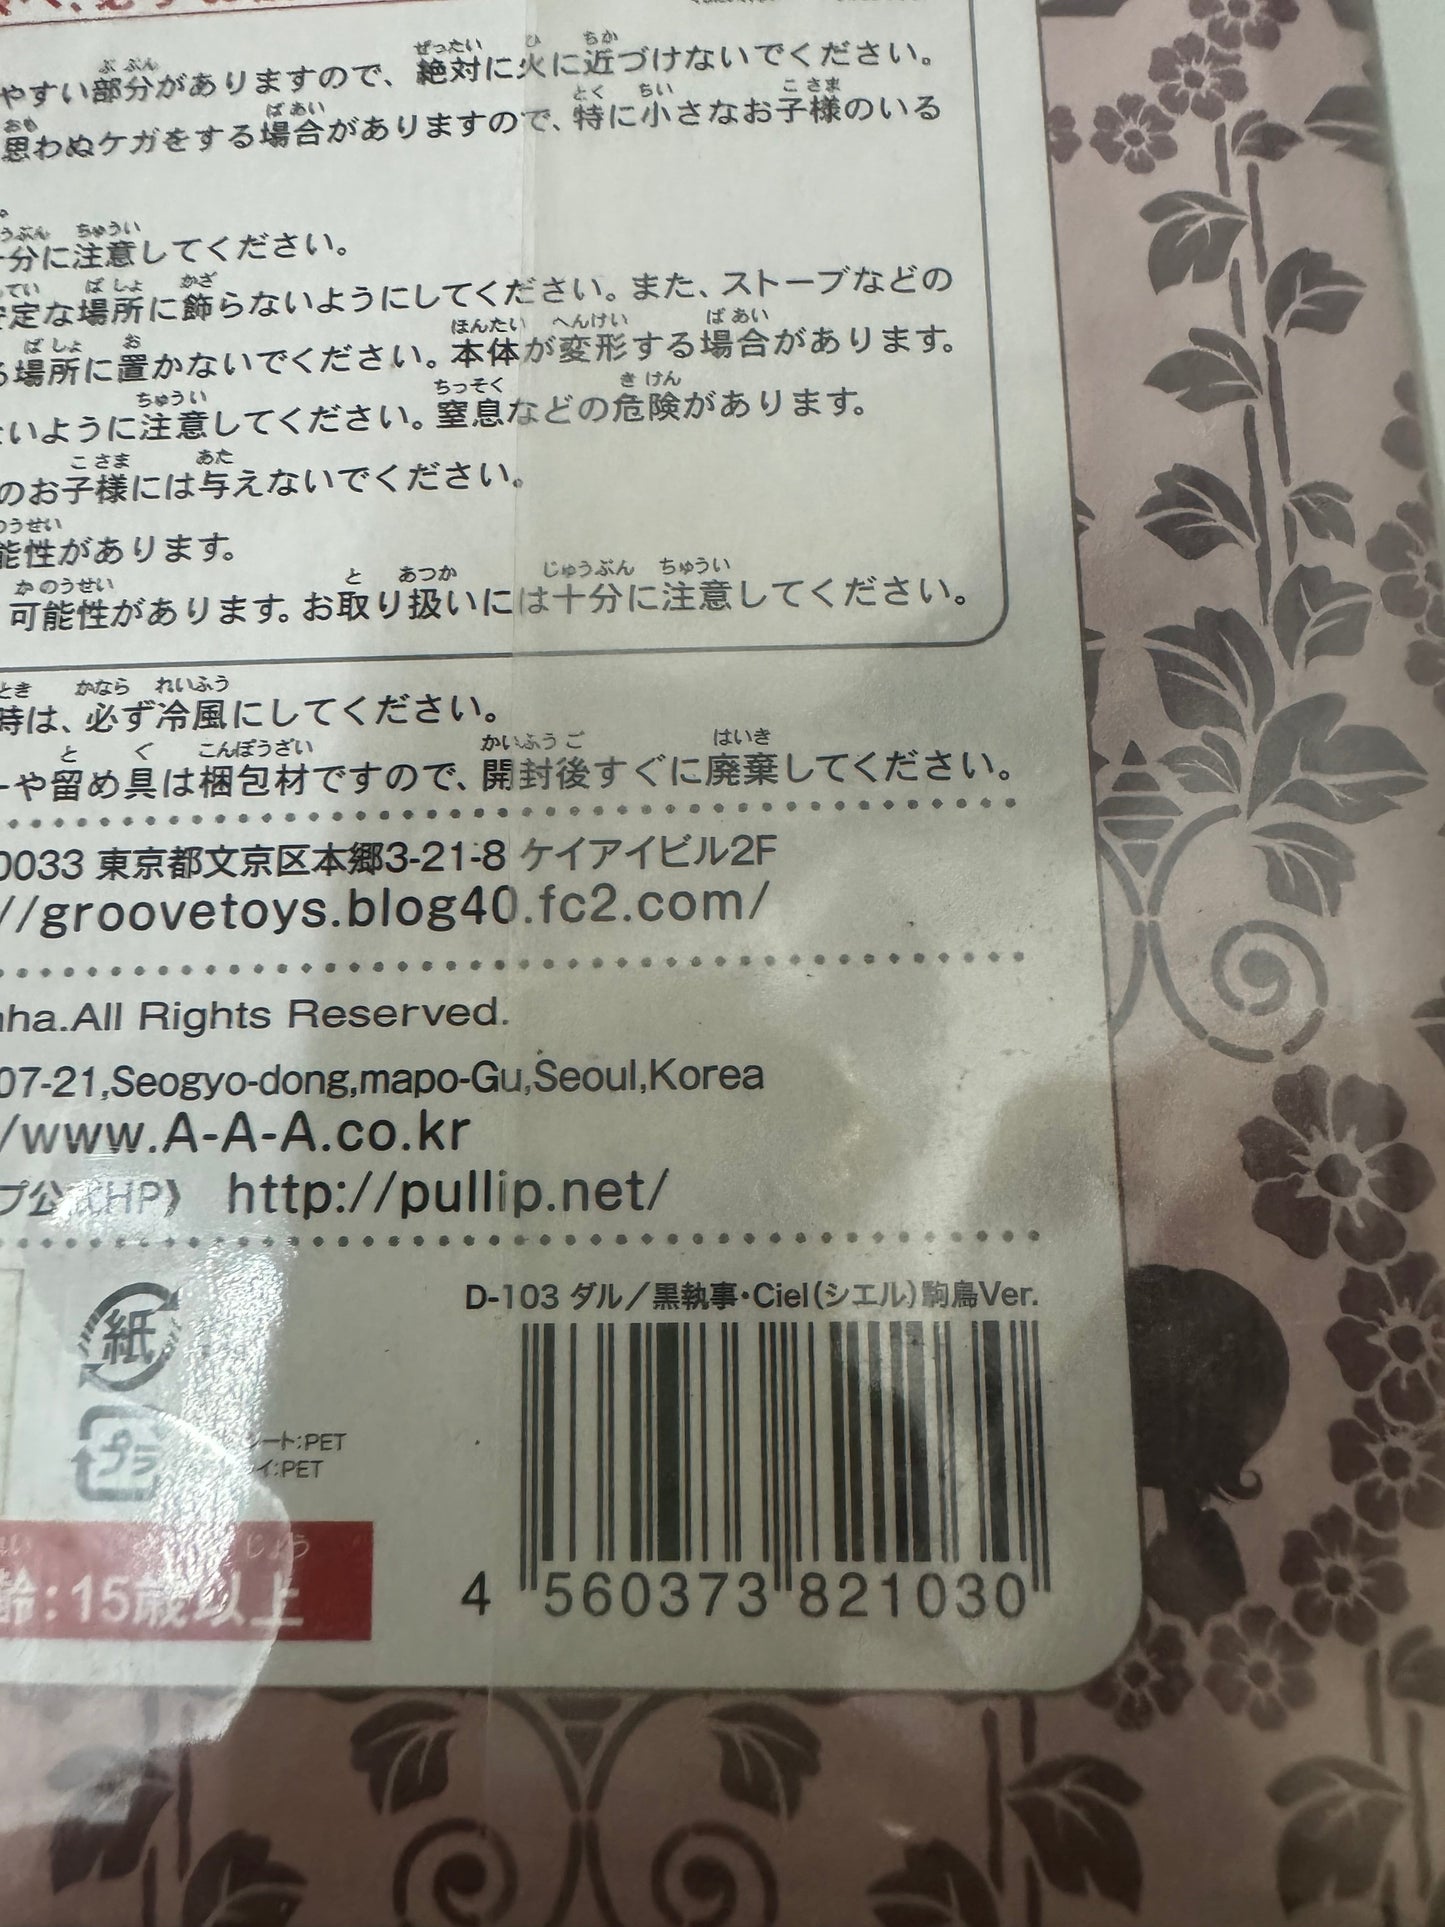 やすい部分がありますので、絶対に火に近づけないでください。
思わぬケガをする場合がありますので、特に小さなお子様のいる
分に注意してください。
定な場所に飾らないようにしてください。また、ストーブなどの
場所に置かないでください。本体が変形する場合があります。
いように注意してください。窒息などの危険があります。
のお子様には与えないでください。
能性があります。
可能性があります。お取り扱いには十分に注意してください。
時は、必ず冷風にしてください。
ーや留め具は梱包材ですので、開封後すぐに廃棄してください。
0033 東京都文京区本郷3-21-8 ケイアイビル2F
//groovetoys.blog40.fc2.com/
ha.All Rights Reserved.
07-21,Seogyo-dong,mapo-Gu,Seoul,Korea
/www.A-A-A.co.kr
プ公式HP》 http://pullip.net/
D-103 ダル／黒執事・Ciel(シエル)駒鳥Ver.
紙
プラ
ート:PET
イ:PET
齢:15歳以上
4 560373 821030